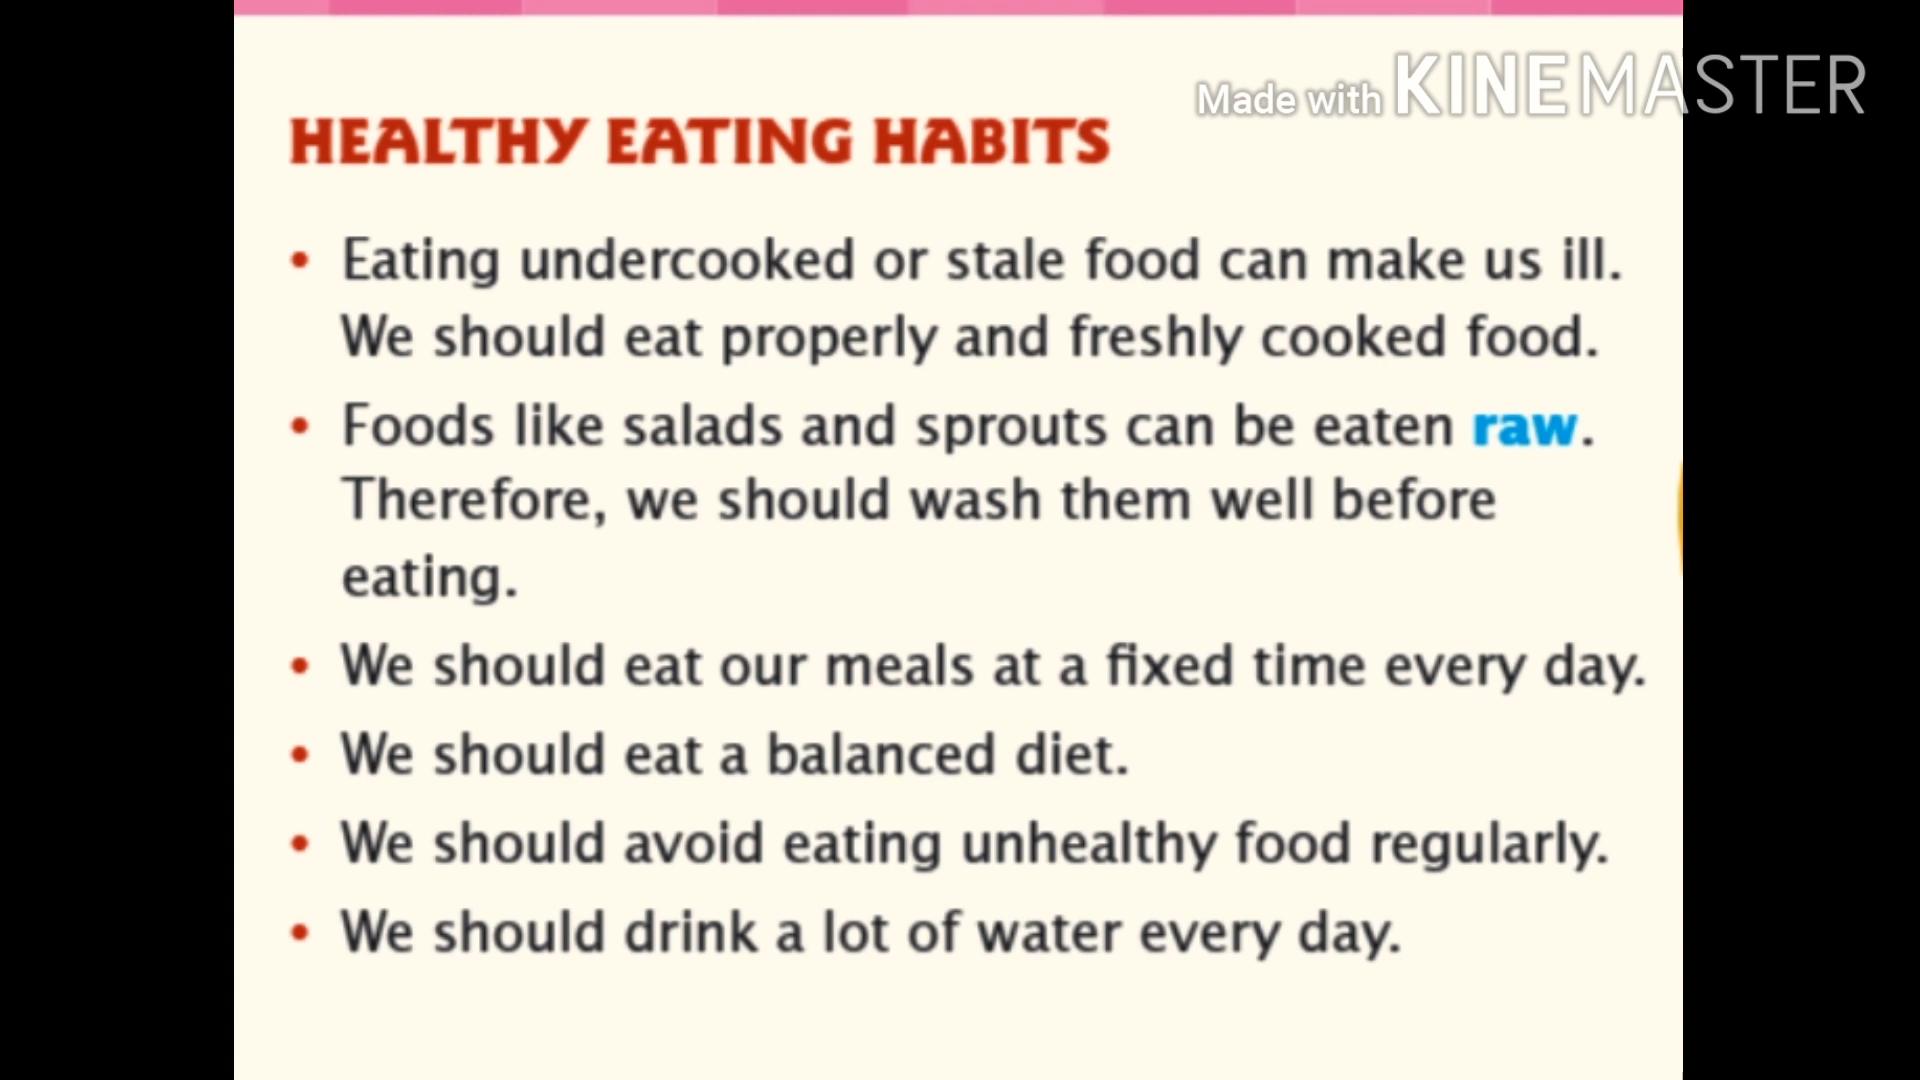 Made with KINEMASTER
HEALTHY EATING HABITS
• Eating undercooked or stale food can make us ill.
We should eat properly and freshly cooked food.
• Foods like salads and sprouts can be eaten raw.
Therefore, we should wash them well before
eating.
• We should eat our meals at a fixed time every day.
• We should eat a balanced diet.
• We should avoid eating unhealthy food regularly.
• We should drink a lot of water every day.